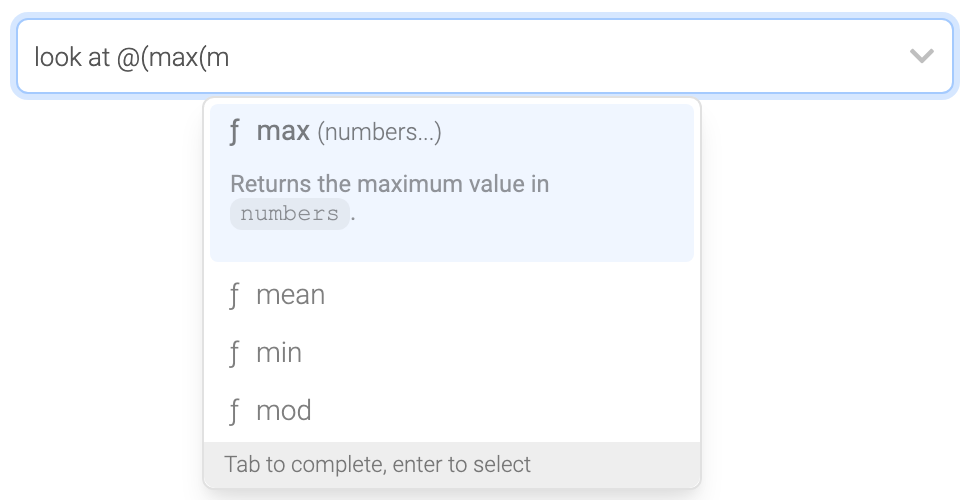 look at @(max(m
ƒ max (numbers...)
Returns the maximum value in
numbers.
ƒ mean
ƒ min
ƒ mod
Tab to complete, enter to select